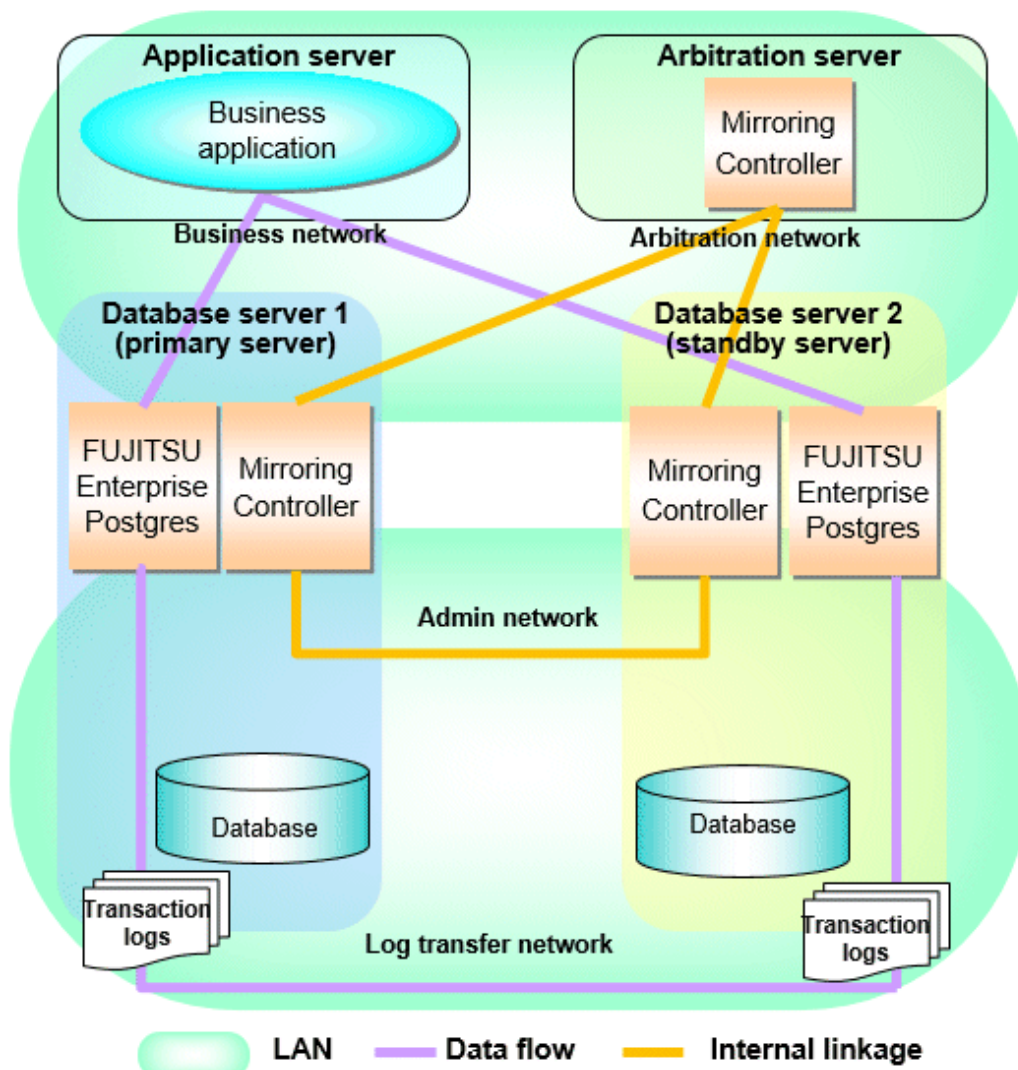 Application server
Business
application
Arbitration server
Mirroring
Controller
Business network
Arbitration network
Database server 1
(primary server)
Database server 2
(standby server)
FUJITSU
Enterprise
Postgres
Mirroring
Controller
Mirroring
Controller
FUJITSU
Enterprise
Postgres
Admin network
Database
Database
Transaction
logs
Log transfer network
Transaction
logs
LAN
Data flow
Internal linkage